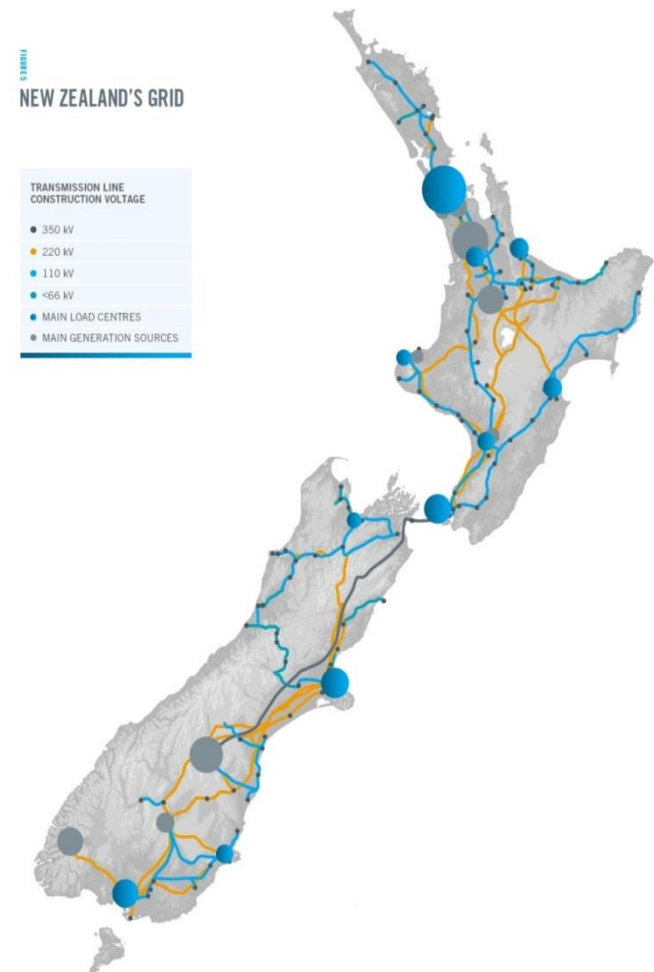 FIGURE 5
NEW ZEALAND'S GRID
TRANSMISSION LINE
CONSTRUCTION VOLTAGE
350 kV
220 kV
110 kV
<66 kV
MAIN LOAD CENTRES
MAIN GENERATION SOURCES